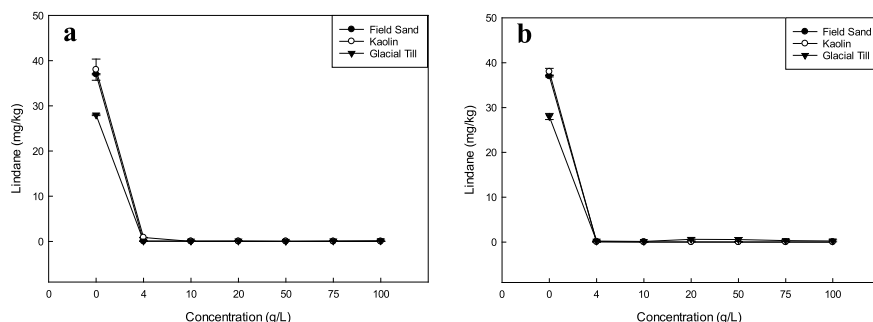 a
50
40
30
20
10
0
Lindane (mg/kg)
Field Sand
Kaolin
Glacial Till
0 0 4 10 20 50 75 100
Concentration (g/L)
b
50
40
30
20
10
0
Lindane (mg/kg)
Field Sand
Kaolin
Glacial Till
0 0 4 10 20 50 75 100
Concentration (g/L)